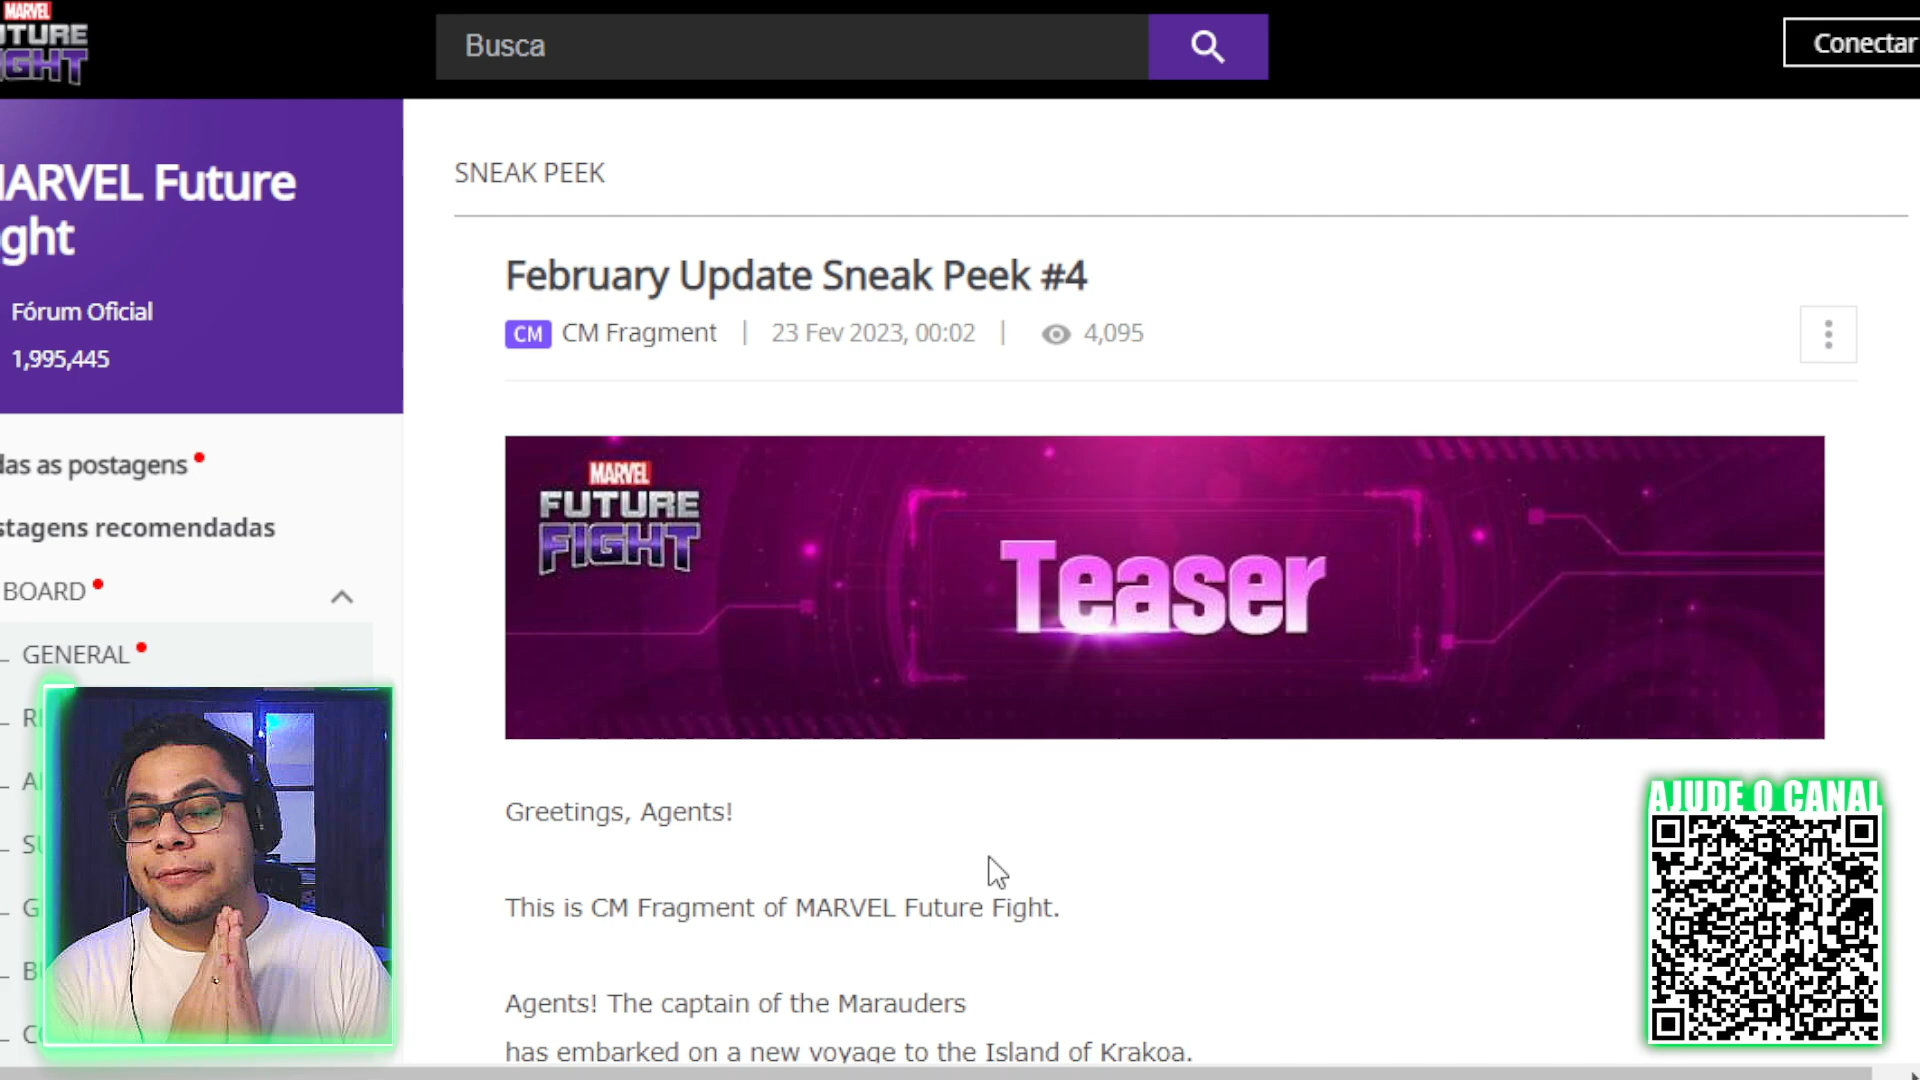 MARVEL
UTURE
IGHT
Busca
Conectar
ARVEL Future
ght
Fórum Oficial
1,995,445
das as postagens
stagens recomendadas
BOARD
GENERAL
SNEAK PEEK
February Update Sneak Peek #4
CM CM Fragment | 23 Fev 2023, 00:02 | 4,095
MARVEL
FUTURE
FIGHT
Teaser
Greetings, Agents!
This is CM Fragment of MARVEL Future Fight.
Agents! The captain of the Marauders
has embarked on a new voyage to the Island of Krakoa.
AJUDE O CANAL